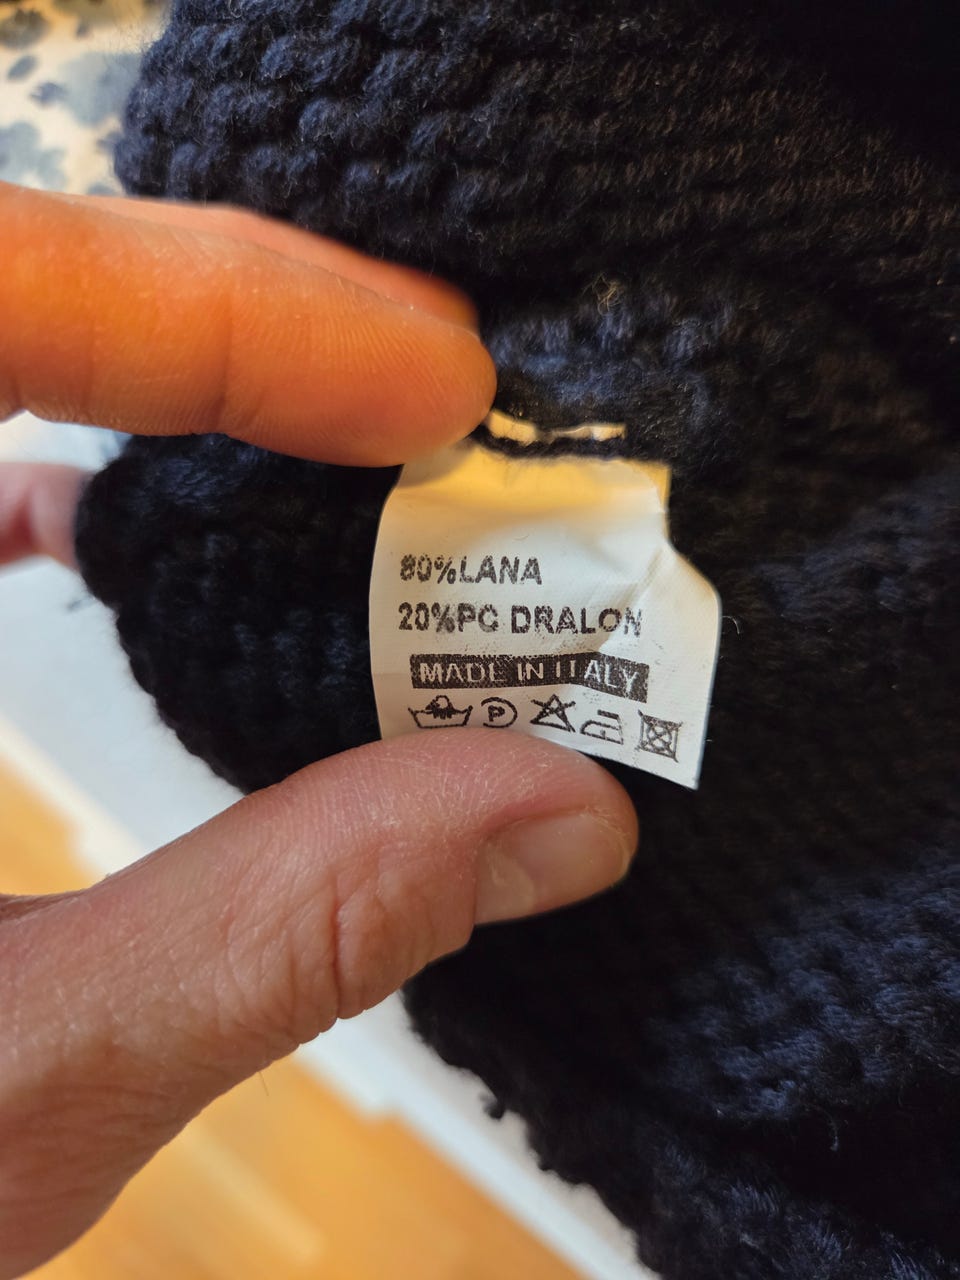 80%LANA
20%PC DRALON
MADE IN ITALY
P